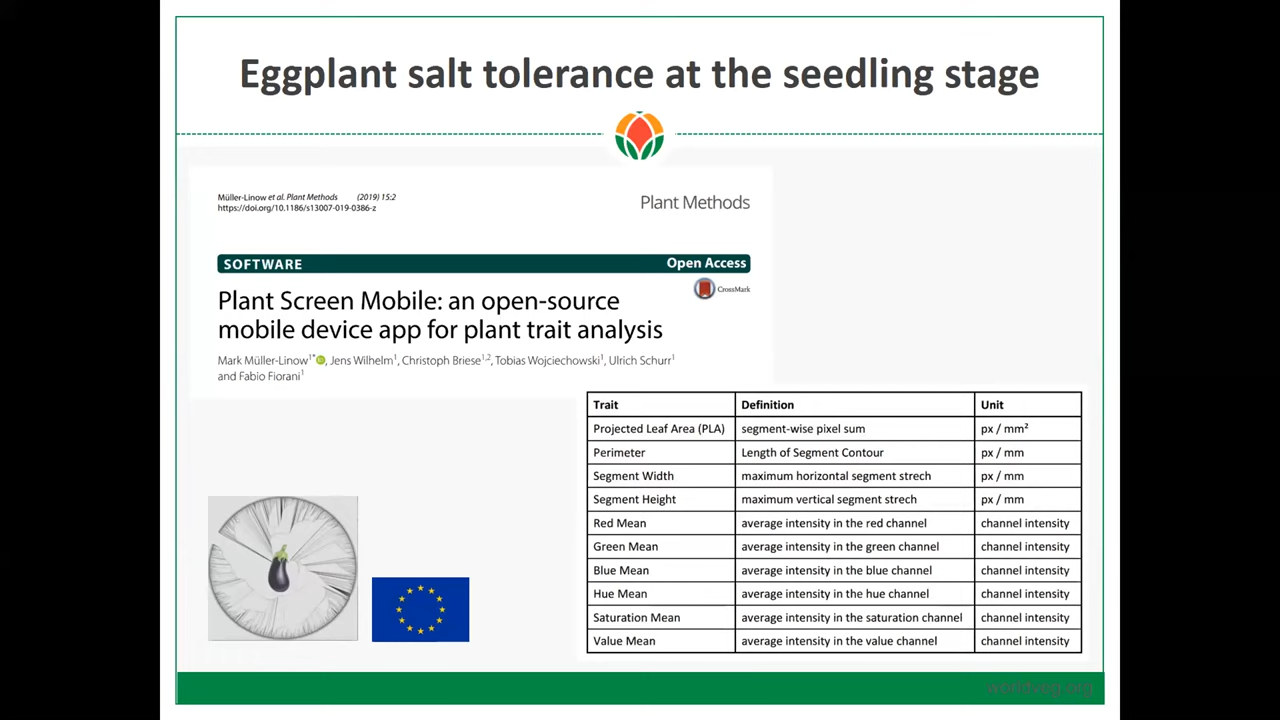 Eggplant salt tolerance at the seedling stage
Müller-Linow et al. Plant Methods (2019) 15:2
https://doi.org/10.1186/s13007-019-0386-z
Plant Methods
SOFTWARE Open Access
CrossMark
Plant Screen Mobile: an open-source
mobile device app for plant trait analysis
Mark Müller-Linow1*, Jens Wilhelm1, Christoph Briese1,2, Tobias Wojciechowski1, Ulrich Schurr1
and Fabio Fiorani1
Trait Definition Unit
Projected Leaf Area (PLA) segment-wise pixel sum px / mm²
Perimeter Length of Segment Contour px / mm
Segment Width maximum horizontal segment strech px / mm
Segment Height maximum vertical segment strech px / mm
Red Mean average intensity in the red channel channel intensity
Green Mean average intensity in the green channel channel intensity
Blue Mean average intensity in the blue channel channel intensity
Hue Mean average intensity in the hue channel channel intensity
Saturation Mean average intensity in the saturation channel channel intensity
Value Mean average intensity in the value channel channel intensity
worldveg.org